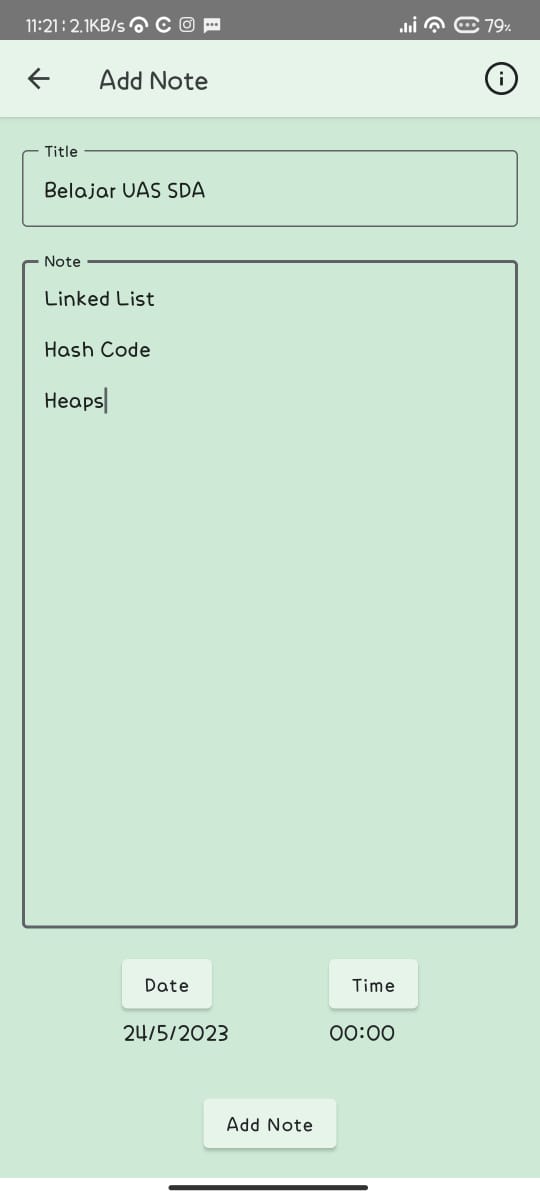 11:21 : 2.1KB/s 79%
Add Note
Title
Belajar UAS SDA
Note
Linked List
Hash Code
Heaps
Date Time
24/5/2023 00:00
Add Note